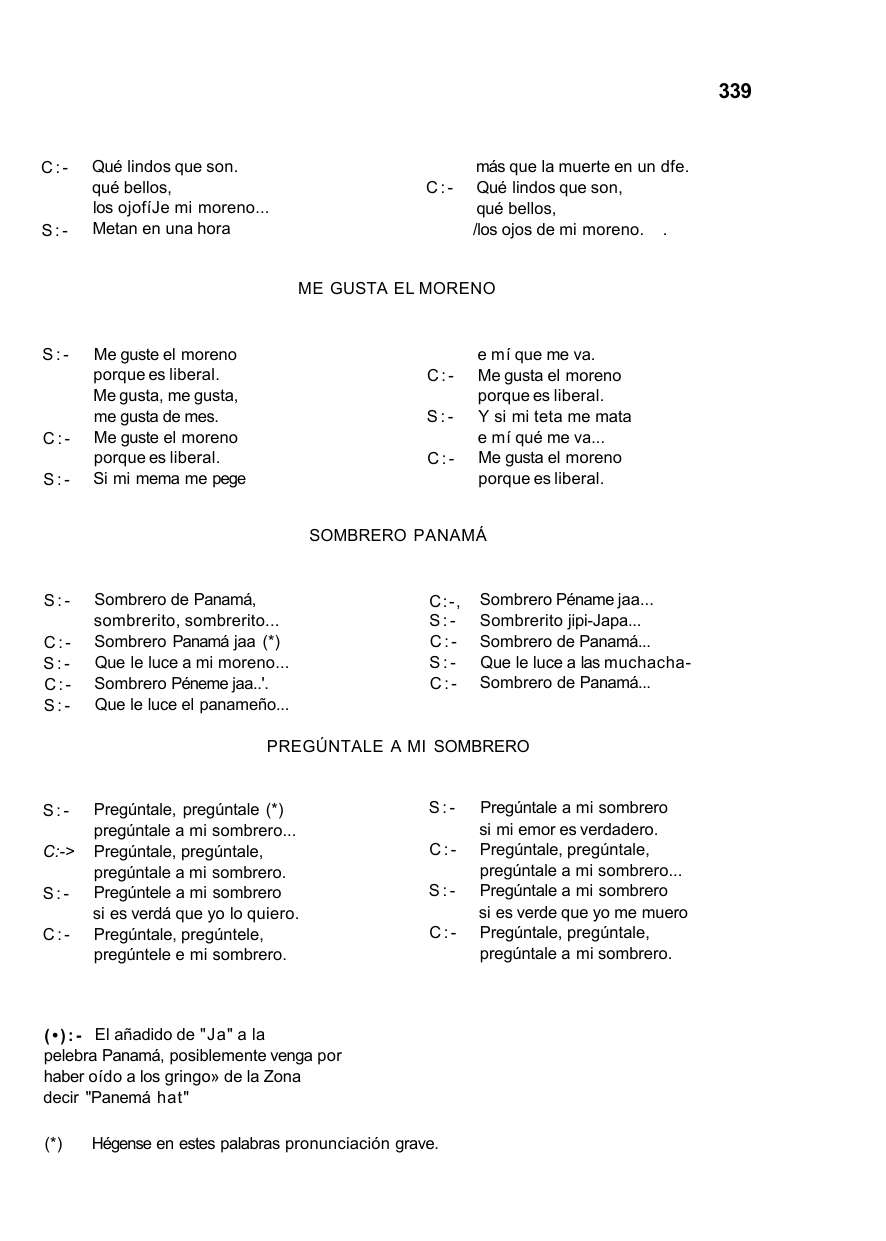 339
C:- Qué lindos que son.
qué bellos,
los ojofíJe mi moreno...
S:- Metan en una hora
más que la muerte en un dfe.
C:- Qué lindos que son,
qué bellos,
/los ojos de mi moreno. .
ME GUSTA EL MORENO
S:- Me guste el moreno
porque es liberal.
Me gusta, me gusta,
me gusta de mes.
C:- Me guste el moreno
porque es liberal.
S:- Si mi mema me pege
e mí que me va.
C:- Me gusta el moreno
porque es liberal.
S:- Y si mi teta me mata
e mí qué me va...
C:- Me gusta el moreno
porque es liberal.
SOMBRERO PANAMÁ
S:- Sombrero de Panamá,
sombrerito, sombrerito...
C:- Sombrero Panamá jaa (*)
S:- Que le luce a mi moreno...
C:- Sombrero Péneme jaa..'.
S:- Que le luce el panameño...
C:-, Sombrero Péname jaa...
S:- Sombrerito jipi-Japa...
C:- Sombrero de Panamá...
S:- Que le luce a las muchacha-
C:- Sombrero de Panamá...
PREGÚNTALE A MI SOMBRERO
S:- Pregúntale, pregúntale (*)
pregúntale a mi sombrero...
C:-> Pregúntale, pregúntale,
pregúntale a mi sombrero.
S:- Pregúntele a mi sombrero
si es verdá que yo lo quiero.
C:- Pregúntale, pregúntele,
pregúntele e mi sombrero.
S:- Pregúntale a mi sombrero
si mi emor es verdadero.
C:- Pregúntale, pregúntale,
pregúntale a mi sombrero...
S:- Pregúntale a mi sombrero
si es verde que yo me muero
C:- Pregúntale, pregúntale,
pregúntale a mi sombrero.
(•):- El añadido de "Ja" a la
pelebra Panamá, posiblemente venga por
haber oído a los gringo» de la Zona
decir "Panemá hat"
(*) Hégense en estes palabras pronunciación grave.